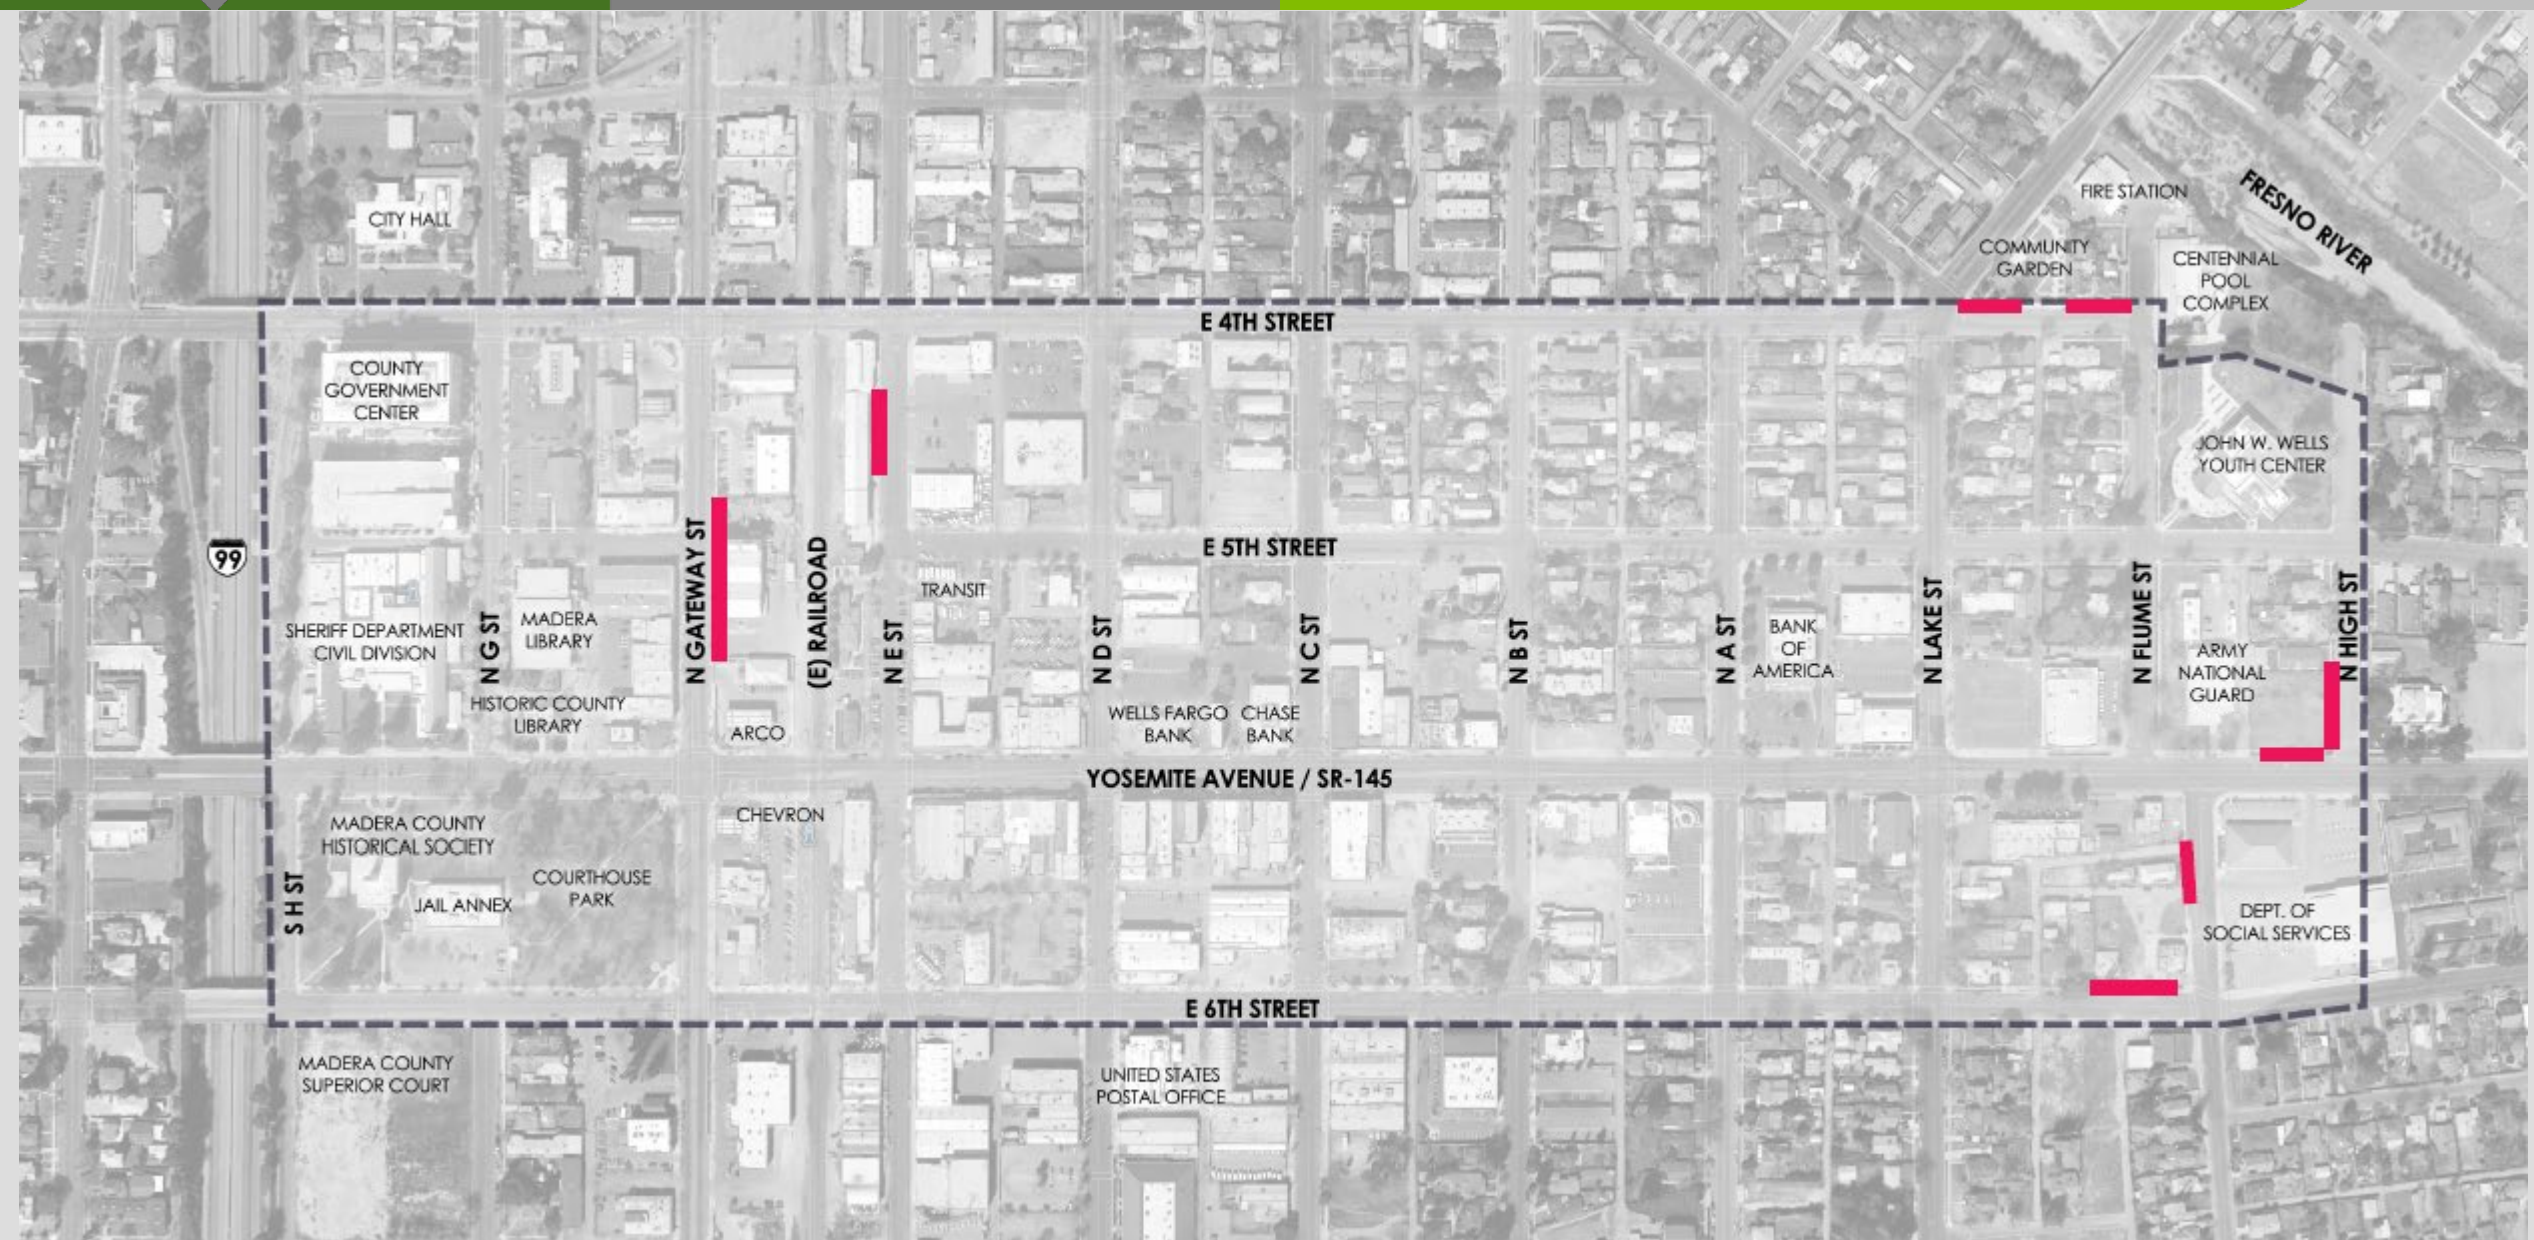 CITY HALL
FIRE STATION
FRESNO RIVER
COMMUNITY
GARDEN
CENTENNIAL
POOL
COMPLEX
E 4TH STREET
COUNTY
GOVERNMENT
CENTER
JOHN W. WELLS
YOUTH CENTER
99
N GATEWAY ST
(E) RAILROAD
E 5TH STREET
TRANSIT
SHERIFF DEPARTMENT
CIVIL DIVISION
N G ST
MADERA
LIBRARY
HISTORIC COUNTY
LIBRARY
N E ST
N D ST
N C ST
N B ST
N A ST
BANK
OF
AMERICA
N LAKE ST
N FLUME ST
ARMY
NATIONAL
GUARD
N HIGH ST
ARCO
WELLS FARGO
BANK
CHASE
BANK
YOSEMITE AVENUE / SR-145
MADERA COUNTY
HISTORICAL SOCIETY
CHEVRON
S H ST
JAIL ANNEX
COURTHOUSE
PARK
DEPT. OF
SOCIAL SERVICES
E 6TH STREET
MADERA COUNTY
SUPERIOR COURT
UNITED STATES
POSTAL OFFICE